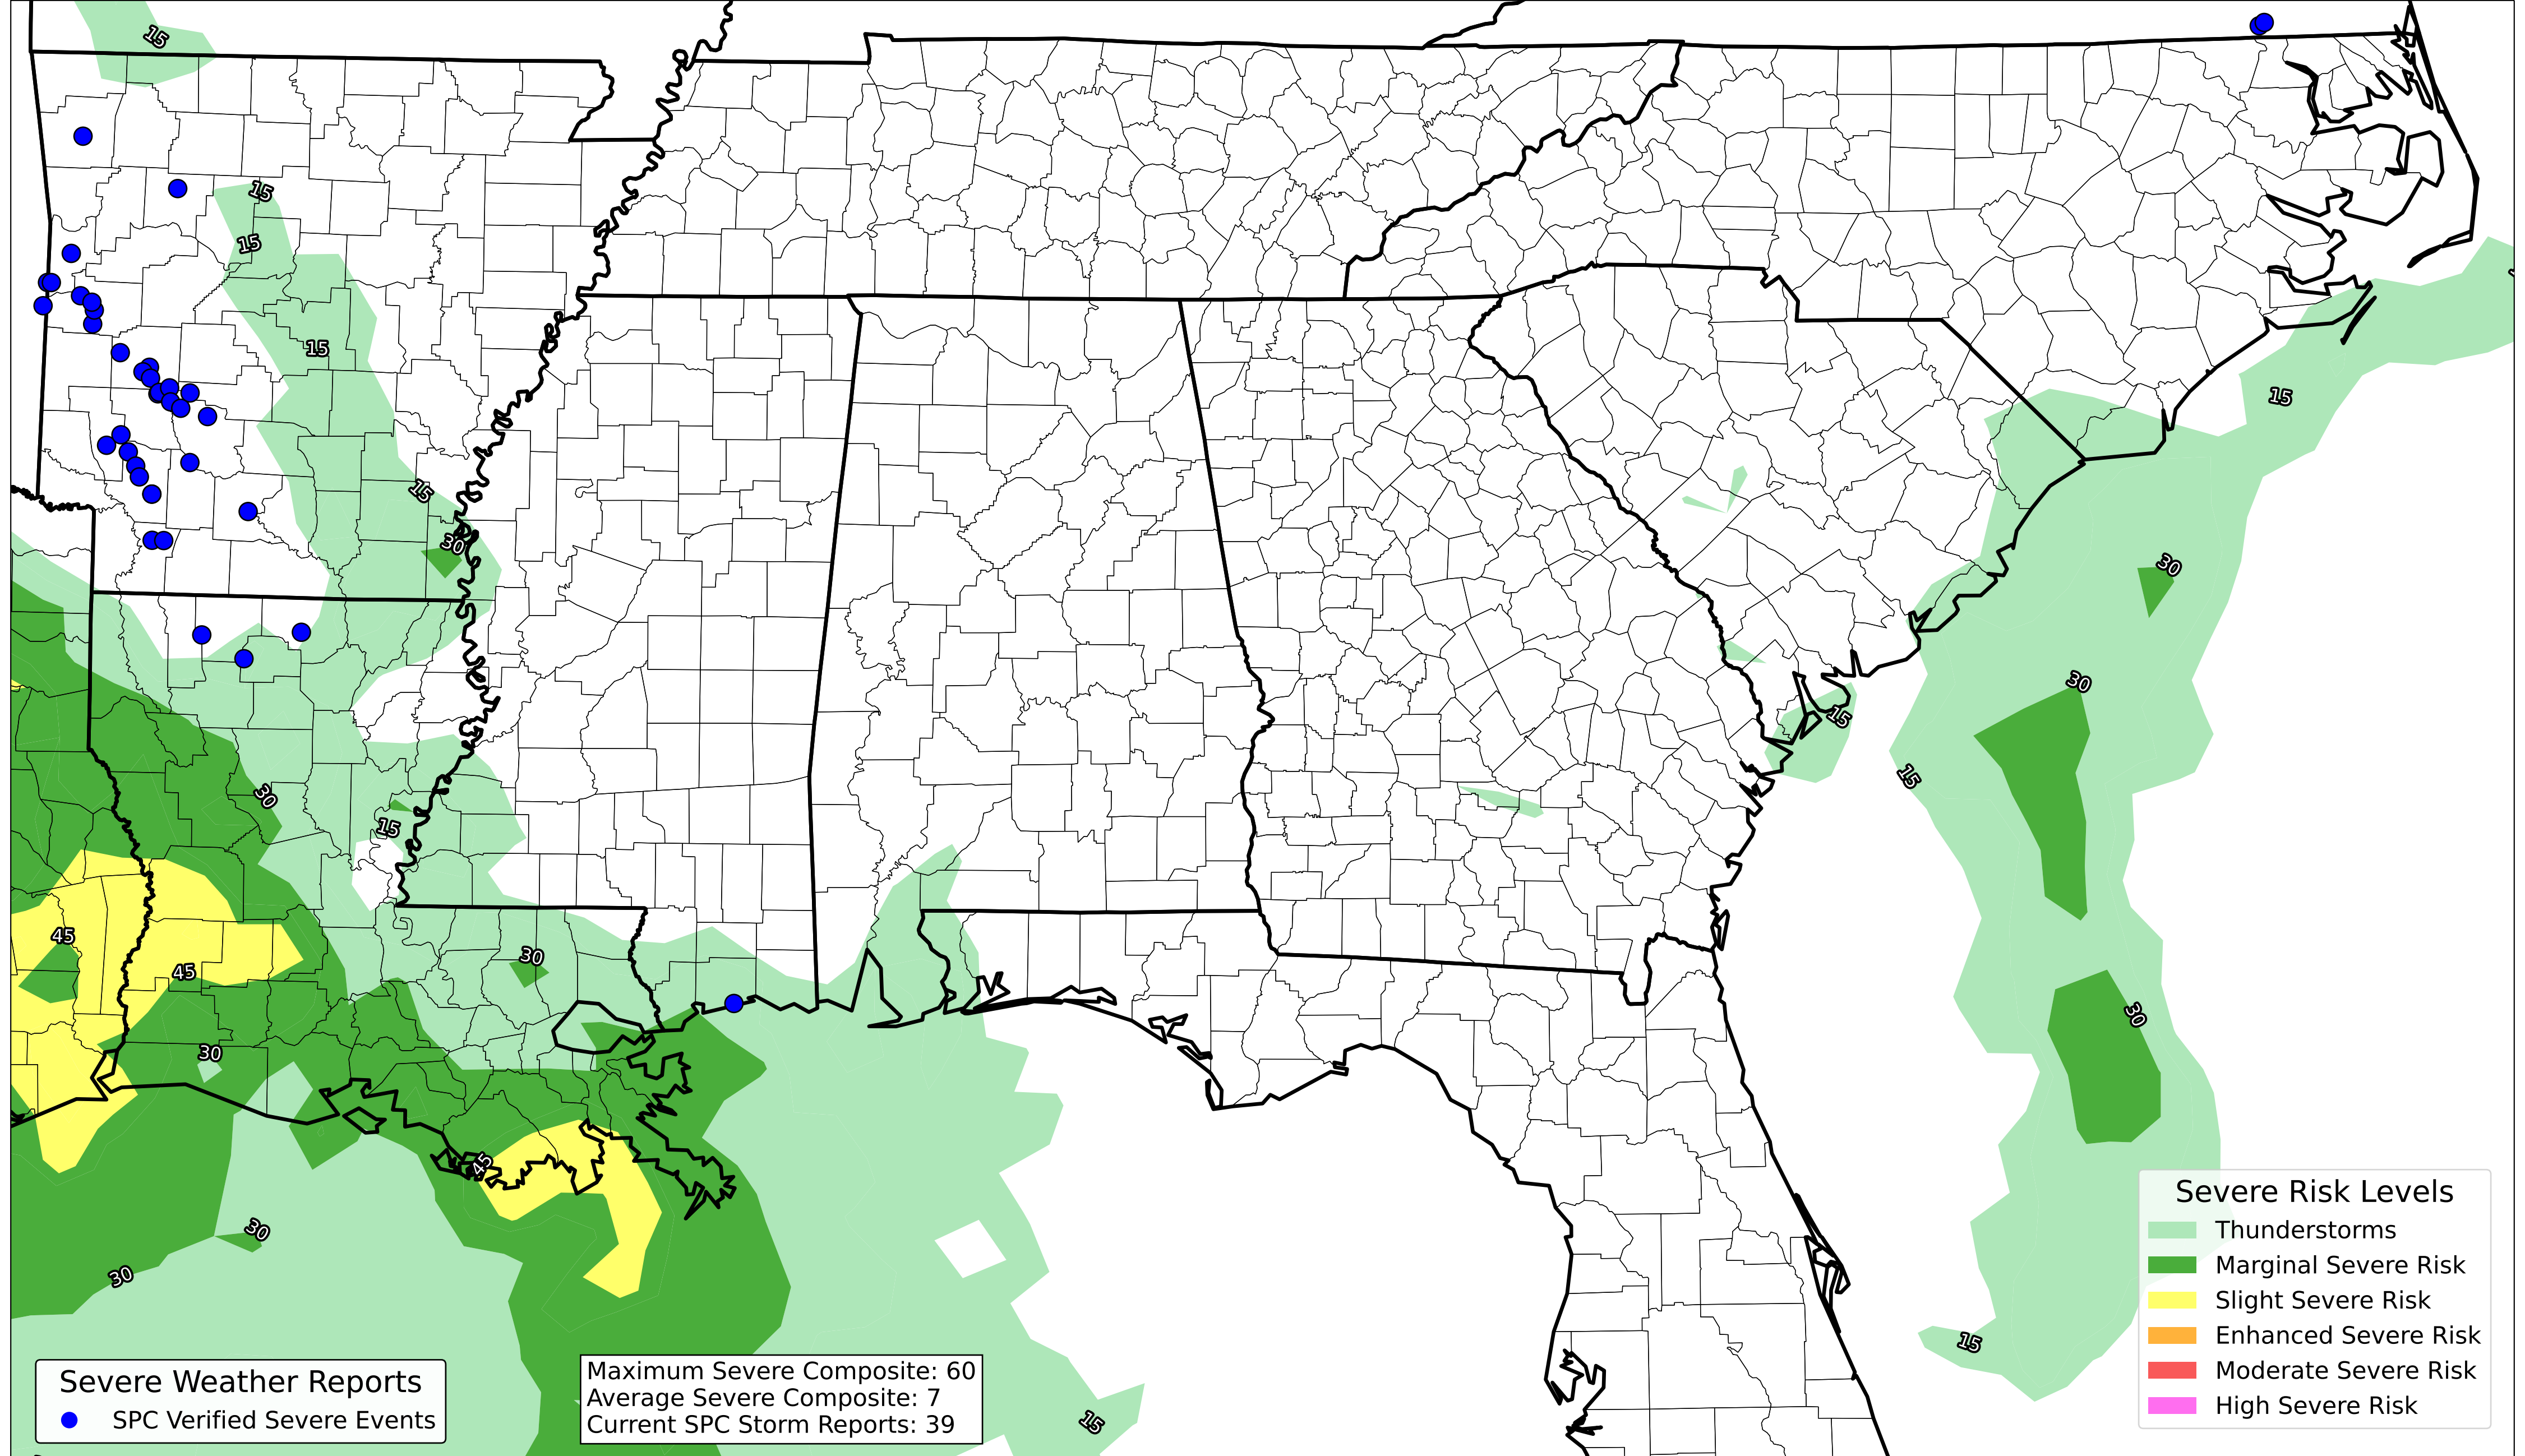 15
15
15
15
15
15
30
30
30
15
30
15
15
45
30
45
30
30
45
30
30
15
15
Severe Risk Levels
Thunderstorms
Marginal Severe Risk
Slight Severe Risk
Enhanced Severe Risk
Moderate Severe Risk
High Severe Risk
Severe Weather Reports
SPC Verified Severe Events
Maximum Severe Composite: 60
Average Severe Composite: 7
Current SPC Storm Reports: 39